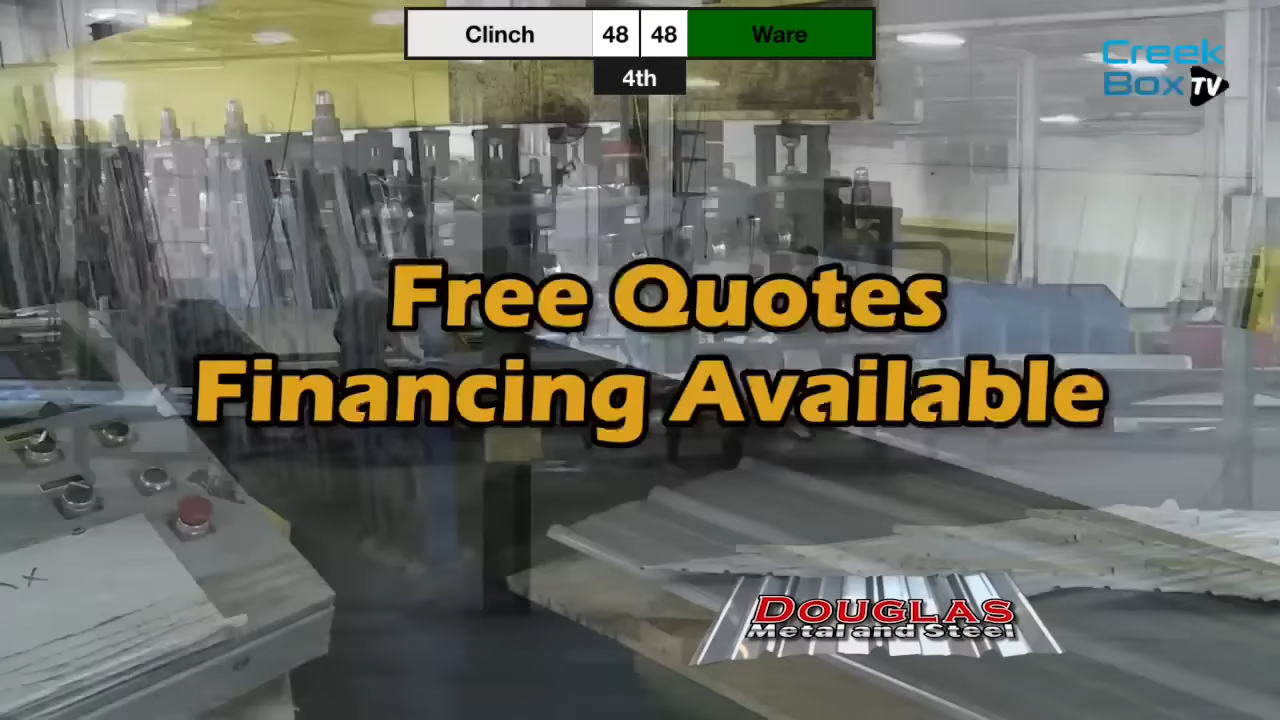 Clinch 48 48 Ware
4th
Creek
Box TV
Free Quotes
Financing Available
DOUGLAS
Metal and Steel